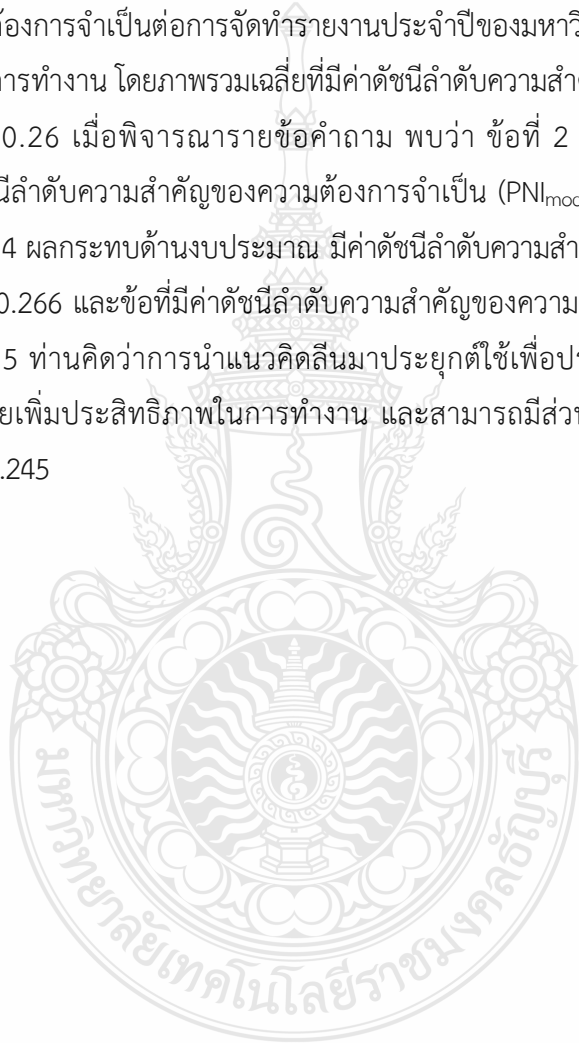 ต้องการจำเป็นต่อการจัดทำรายงานประจำปีของมหาวิ
การทำงาน โดยภาพรวมเฉลี่ยที่มีค่าดัชนีลำดับความสำ
0.26 เมื่อพิจารณารายข้อคำถาม พบว่า ข้อที่ 2
นีลำดับความสำคัญของความต้องการจำเป็น (PNImod
4 ผลกระทบด้านงบประมาณ มีค่าดัชนีลำดับความสำ
0.266 และข้อที่มีค่าดัชนีลำดับความสำคัญของความ
5 ท่านคิดว่าการนำแนวคิดลีนมาประยุกต์ใช้เพื่อปร
ยเพิ่มประสิทธิภาพในการทำงาน และสามารถมีส่วน
.245
มหาวิทยาลัยเทคโนโลยีราชมงคลธัญบุรี